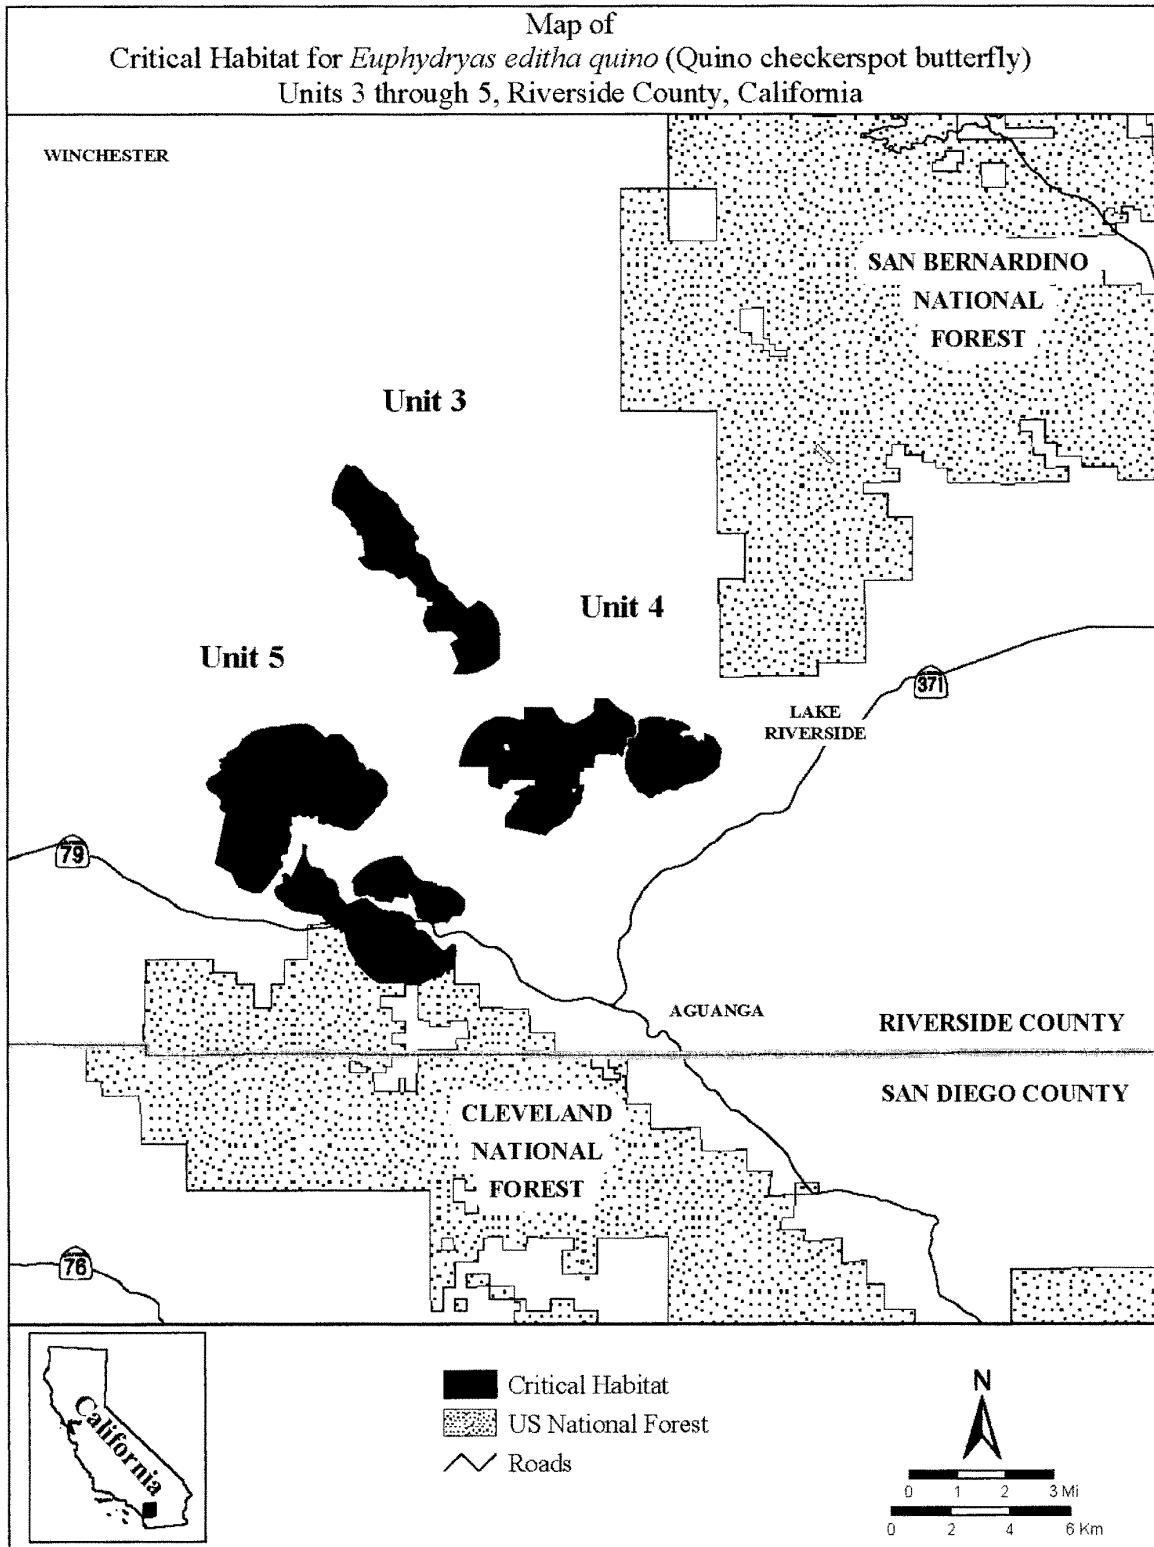 Map of
Critical Habitat for Euphydryas editha quino (Quino checkerspot butterfly)
Units 3 through 5, Riverside County, California
WINCHESTER
SAN BERNARDINO
NATIONAL
FOREST
Unit 3
Unit 4
Unit 5
371
LAKE
RIVERSIDE
79
AGUANGA
RIVERSIDE COUNTY
SAN DIEGO COUNTY
CLEVELAND
NATIONAL
FOREST
76
California
Critical Habitat
US National Forest
Roads
N
0 1 2 3 Mi
0 2 4 6 Km